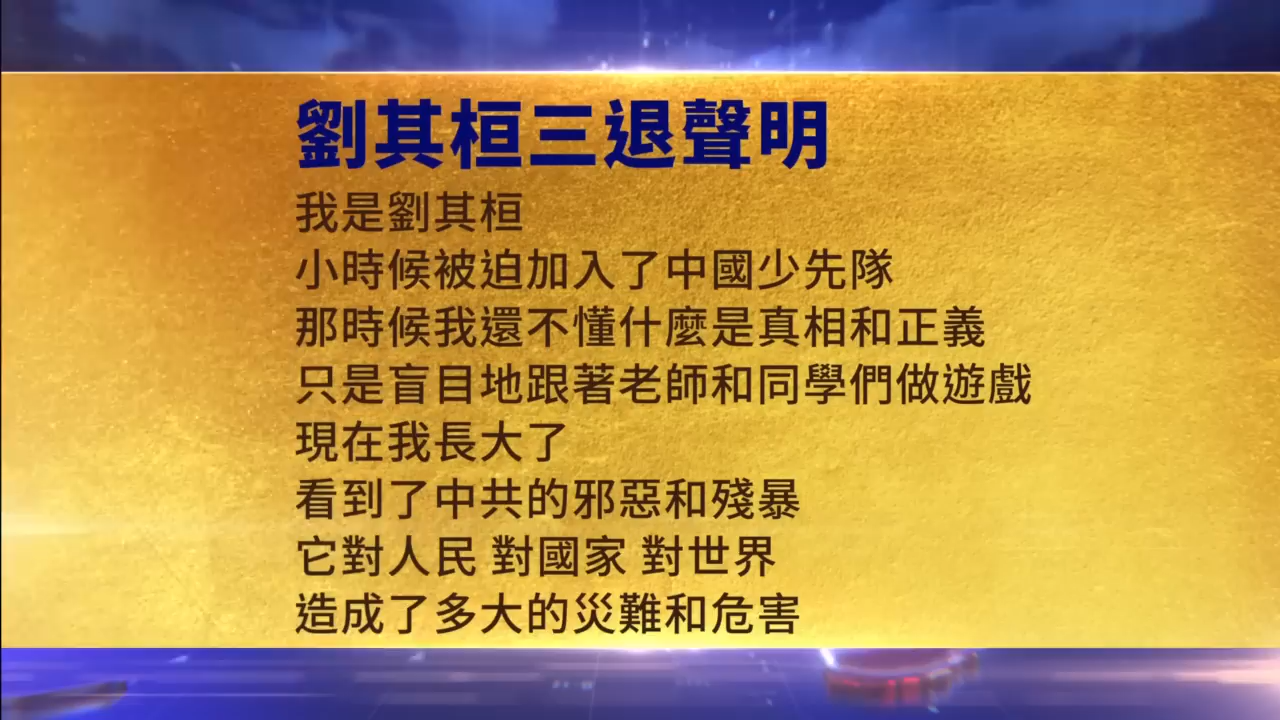 劉其桓三退聲明
我是劉其桓
小時候被迫加入了中國少先隊
那時候我還不懂什麼是真相和正義
只是盲目地跟著老師和同學們做遊戲
現在我長大了
看到了中共的邪惡和殘暴
它對人民 對國家 對世界
造成了多大的災難和危害